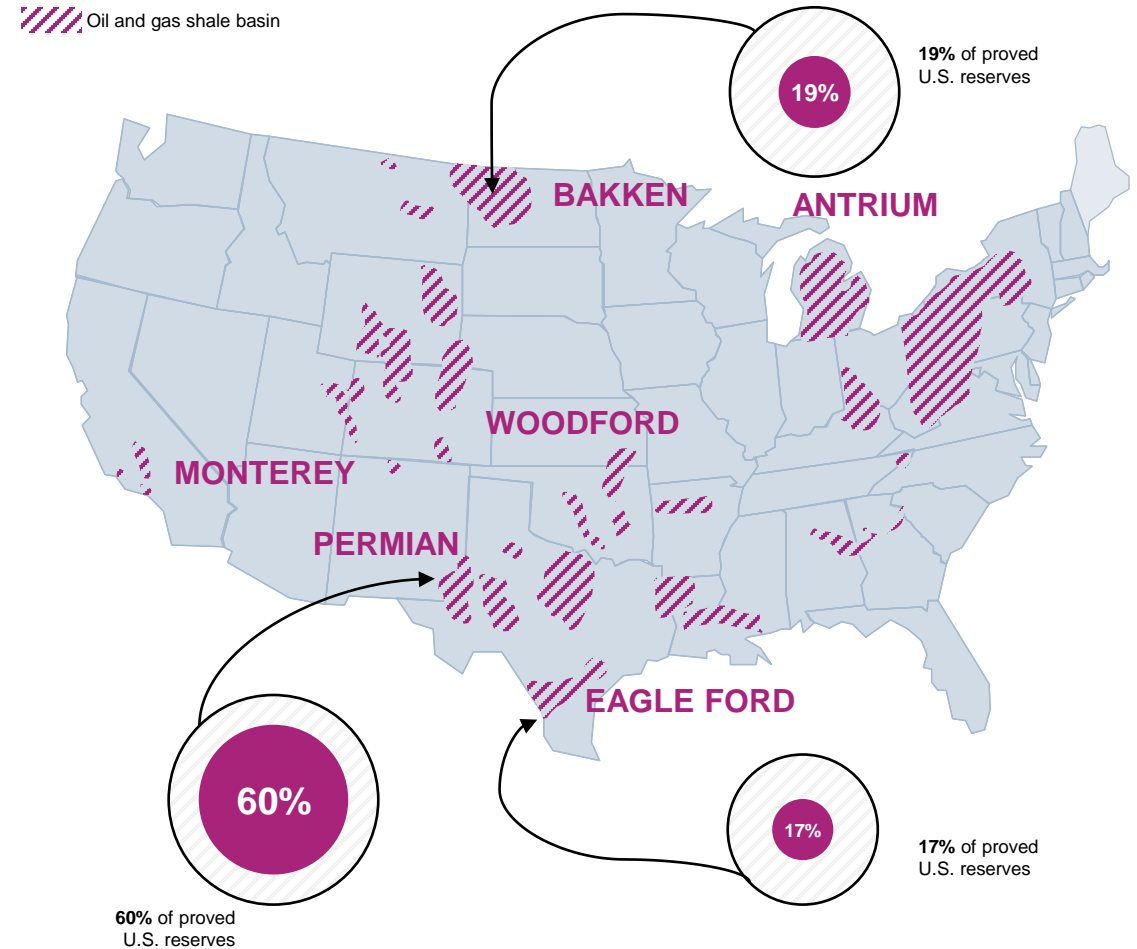 Oil and gas shale basin
19% of proved
U.S. reserves
19%
BAKKEN
ANTRIUM
WOODFORD
MONTEREY
PERMIAN
EAGLE FORD
60%
60% of proved
U.S. reserves
17%
17% of proved
U.S. reserves